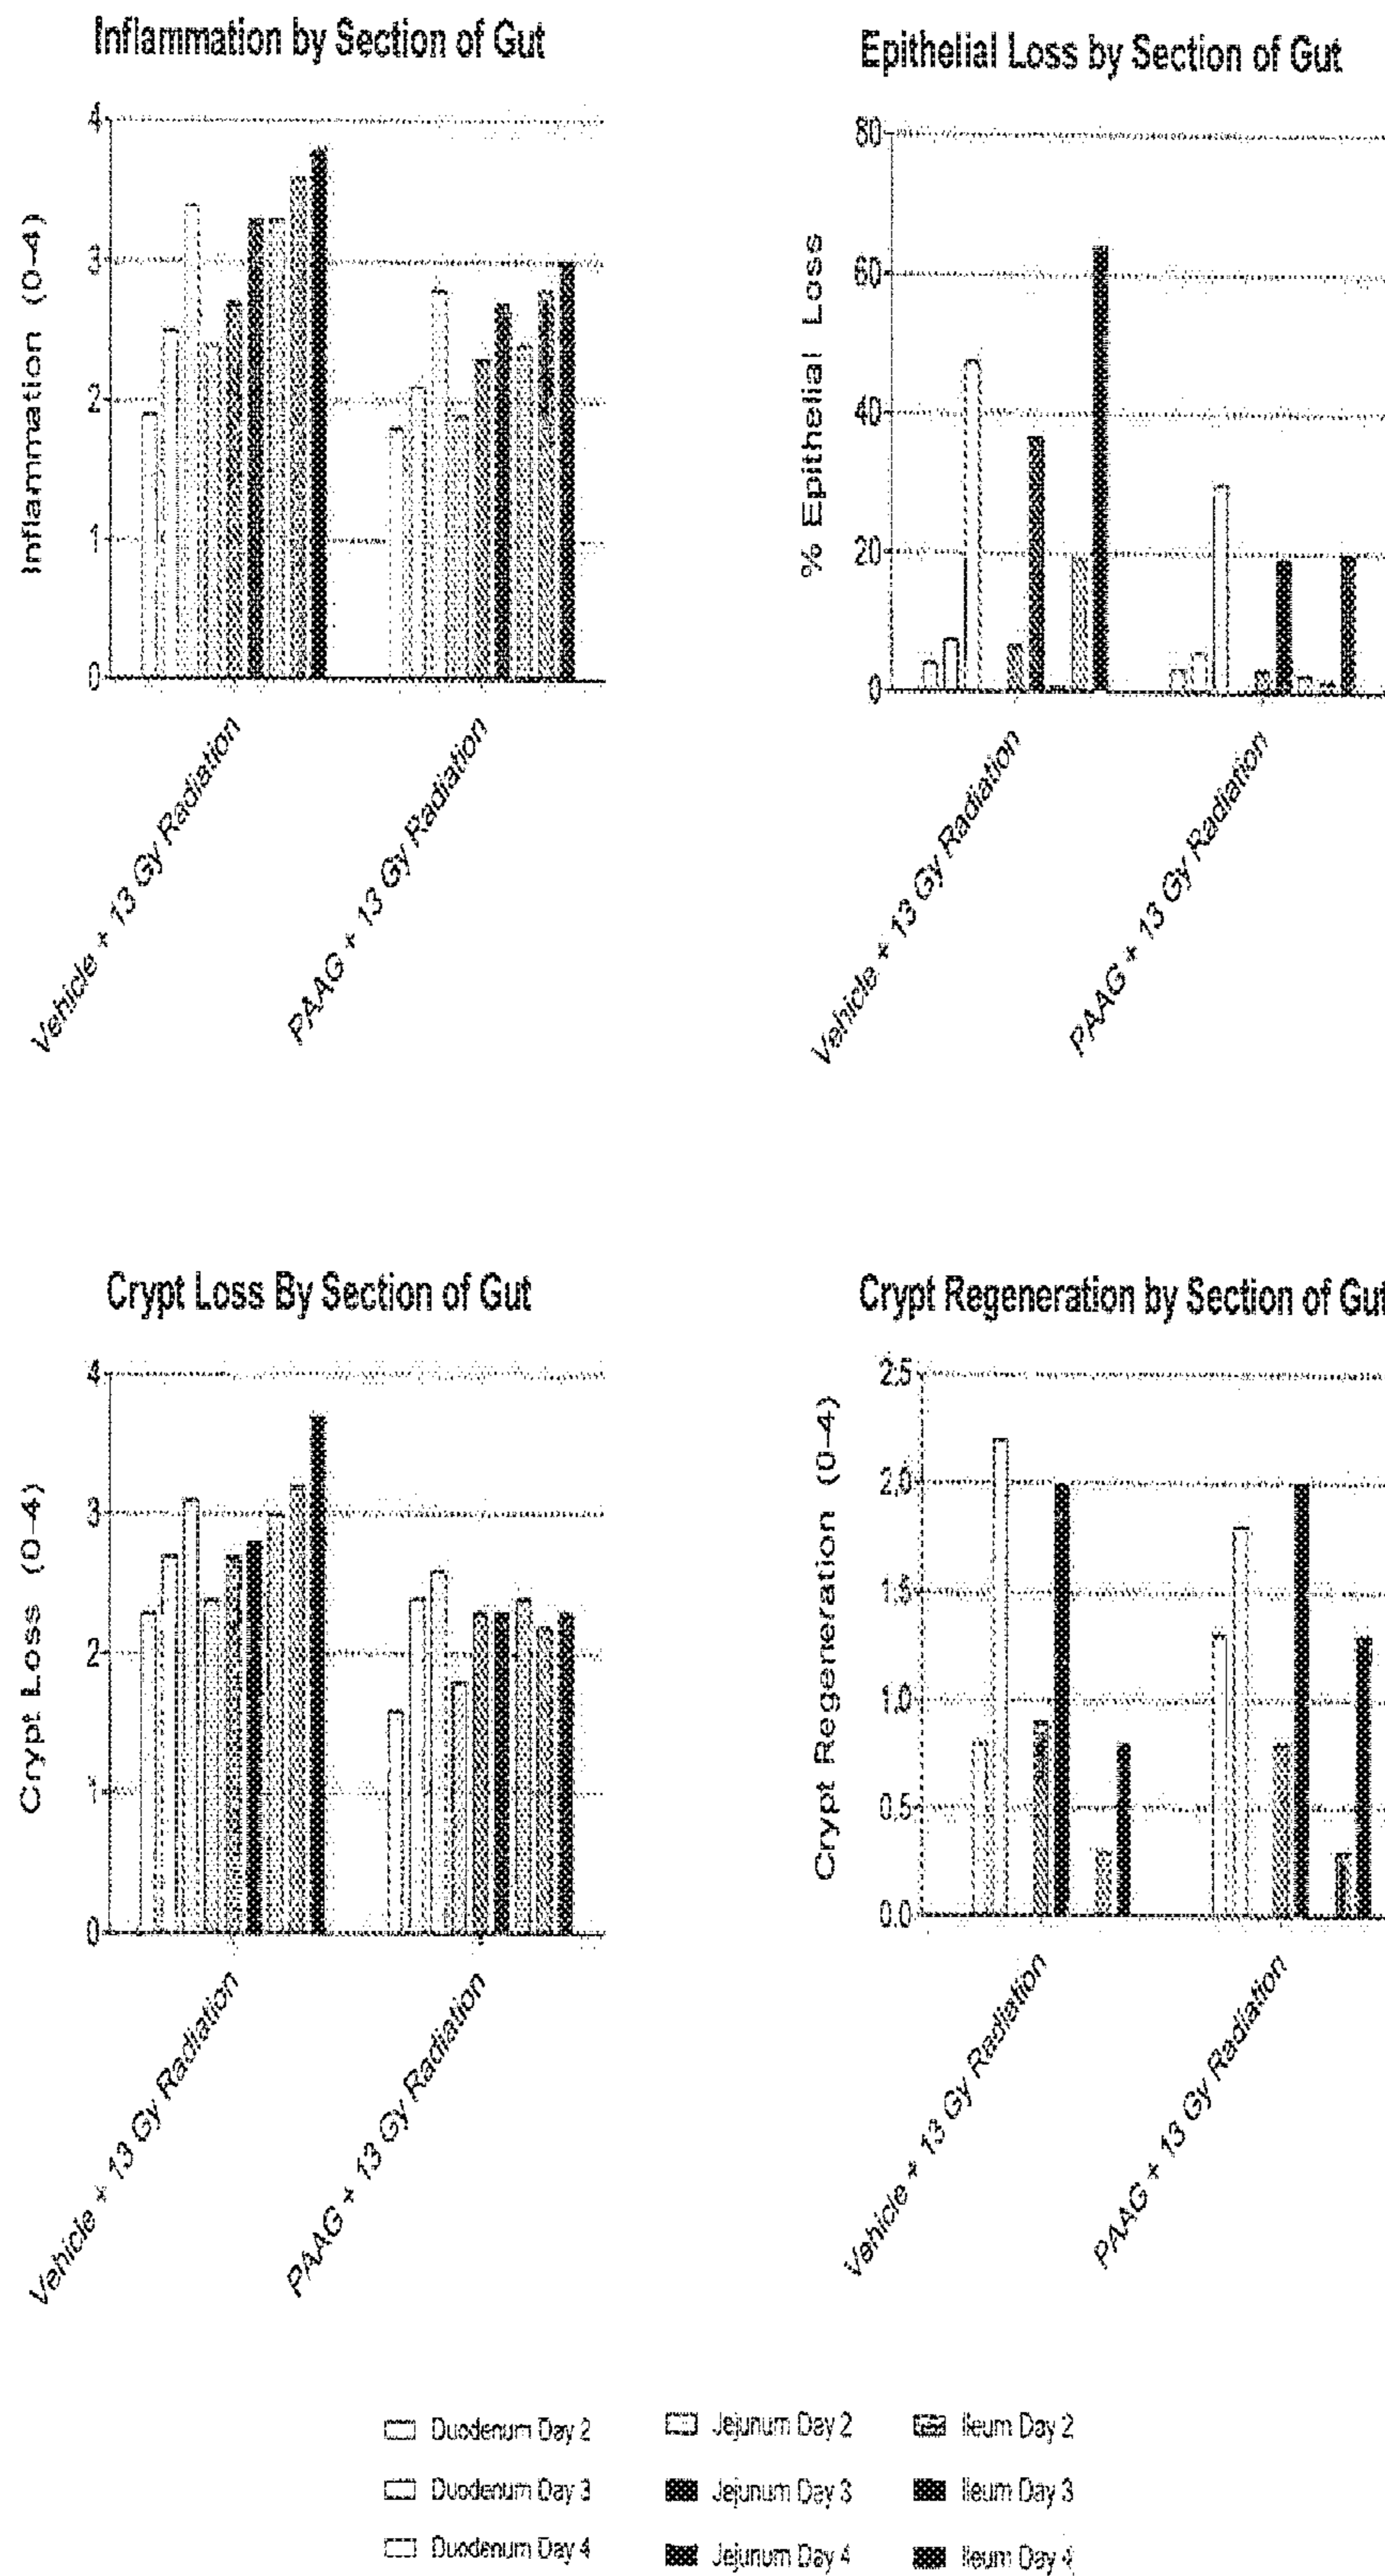 Inflammation by Section of Gut
Inflammation (0-4)
4
3
2
1
0
Vehicle + 13 Gy Radiation
PAAG + 13 Gy Radiation
Epithelial Loss by Section of Gut
% Epithelial Loss
80
60
40
20
0
Vehicle + 13 Gy Radiation
PAAG + 13 Gy Radiation
Crypt Loss By Section of Gut
Crypt Loss (0-4)
4
3
2
1
0
Vehicle + 13 Gy Radiation
PAAG + 13 Gy Radiation
Crypt Regeneration by Section of Gut
Crypt Regeneration (0-4)
2.5
2.0
1.5
1.0
0.5
0.0
Vehicle + 13 Gy Radiation
PAAG + 13 Gy Radiation
Duodenum Day 2
Jejunum Day 2
Ileum Day 2
Duodenum Day 3
Jejunum Day 3
Ileum Day 3
Duodenum Day 4
Jejunum Day 4
Ileum Day 4